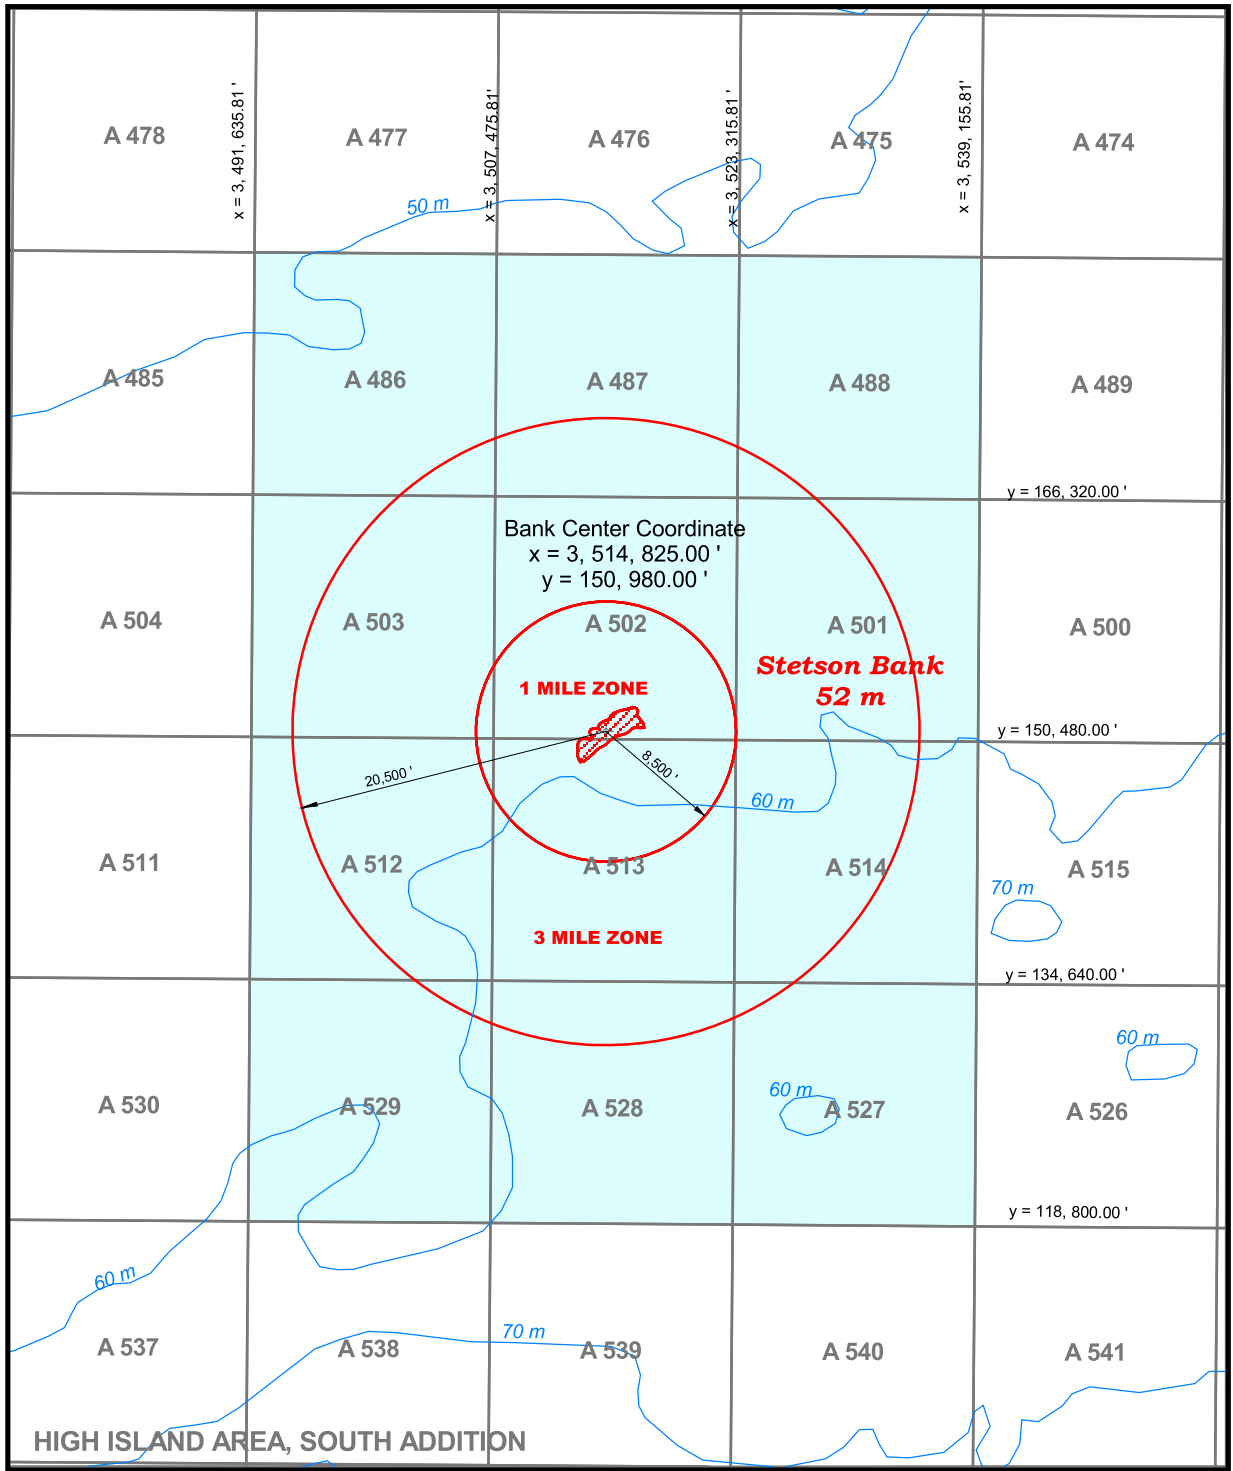 x = 3, 491, 635.81 '
x = 3, 507, 475.81'
x = 3, 523, 315.81 '
x = 3, 539, 155.81'
A 478
A 477
A 476
A 475
A 474
50 m
A 485
A 486
A 487
A 488
A 489
y = 166, 320.00 '
Bank Center Coordinate
x = 3, 514, 825.00 '
y = 150, 980.00 '
A 504
A 503
A 502
A 501
A 500
Stetson Bank
52 m
1 MILE ZONE
y = 150, 480.00 '
20,500 '
8,500 '
60 m
A 511
A 512
A 513
A 514
A 515
70 m
3 MILE ZONE
y = 134, 640.00 '
60 m
60 m
A 530
A 529
A 528
A 527
A 526
y = 118, 800.00 '
60 m
70 m
A 537
A 538
A 539
A 540
A 541
HIGH ISLAND AREA, SOUTH ADDITION